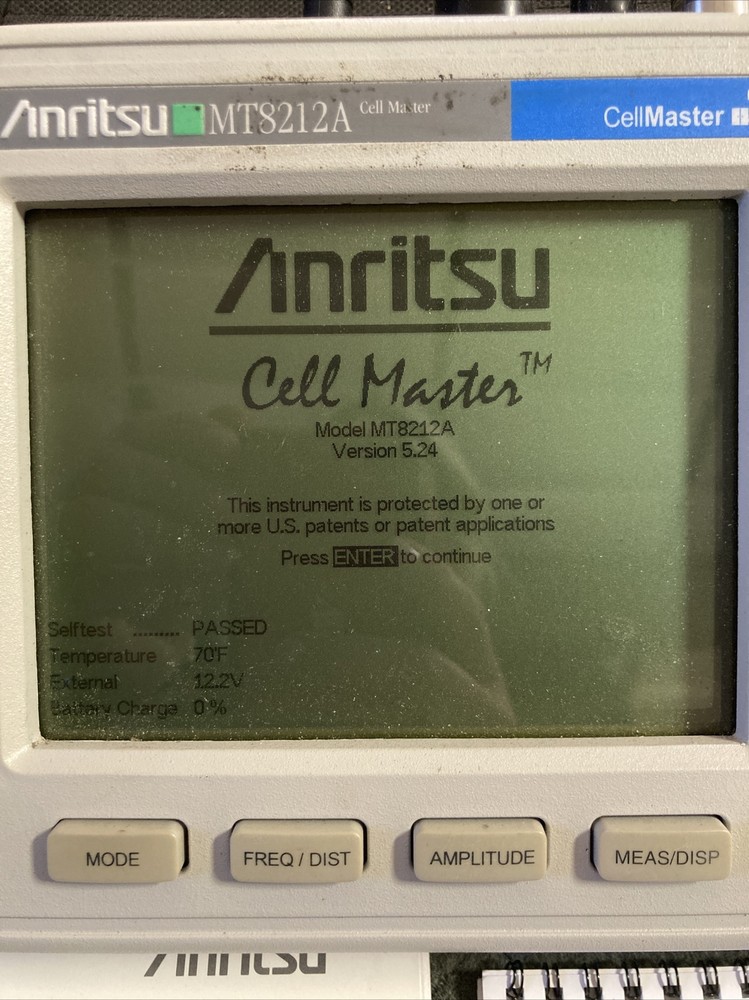 Anritsu MT8212A Cell Master CellMaster
Anritsu
Cell Master™
Model MT8212A
Version 5.24
This instrument is protected by one or
more U.S. patents or patent applications
Press ENTER to continue
Selftest ......... PASSED
Temperature 70°F
External 12.2V
Battery Charge 0 %
MODE FREQ / DIST AMPLITUDE MEAS/DISP
Anritsu